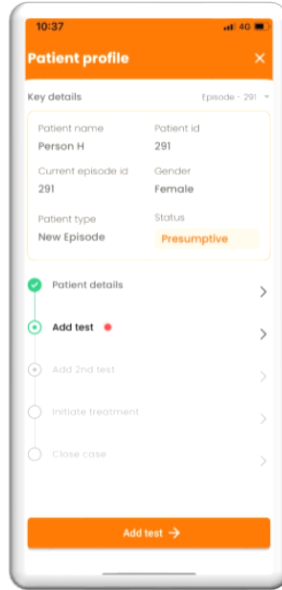 10:37 4G
Patient profile
Key details Episode - 291
Patient name Patient id
Person H 291
Current episode id Gender
291 Female
Patient type Status
New Episode Presumptive
Patient details
Add test
Add 2nd test
Initiate treatment
Close case
Add test